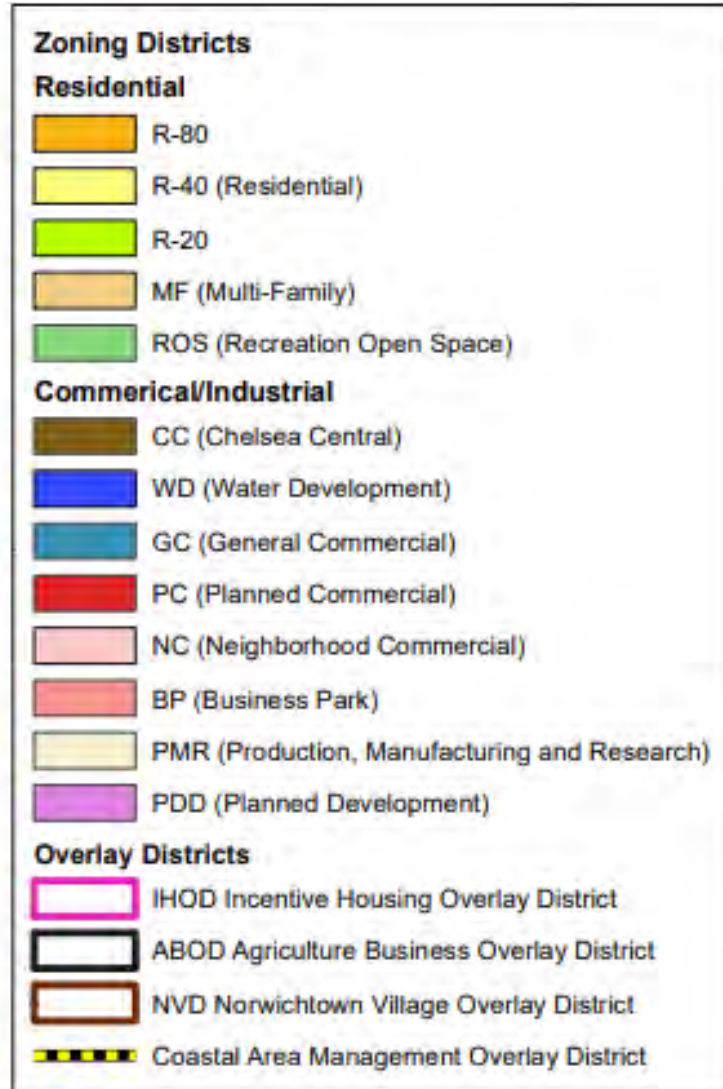 Zoning Districts
Residential
R-80
R-40 (Residential)
R-20
MF (Multi-Family)
ROS (Recreation Open Space)
Commerical/Industrial
CC (Chelsea Central)
WD (Water Development)
GC (General Commercial)
PC (Planned Commercial)
NC (Neighborhood Commercial)
BP (Business Park)
PMR (Production, Manufacturing and Research)
PDD (Planned Development)
Overlay Districts
IHOD Incentive Housing Overlay District
ABOD Agriculture Business Overlay District
NVD Norwichtown Village Overlay District
Coastal Area Management Overlay District